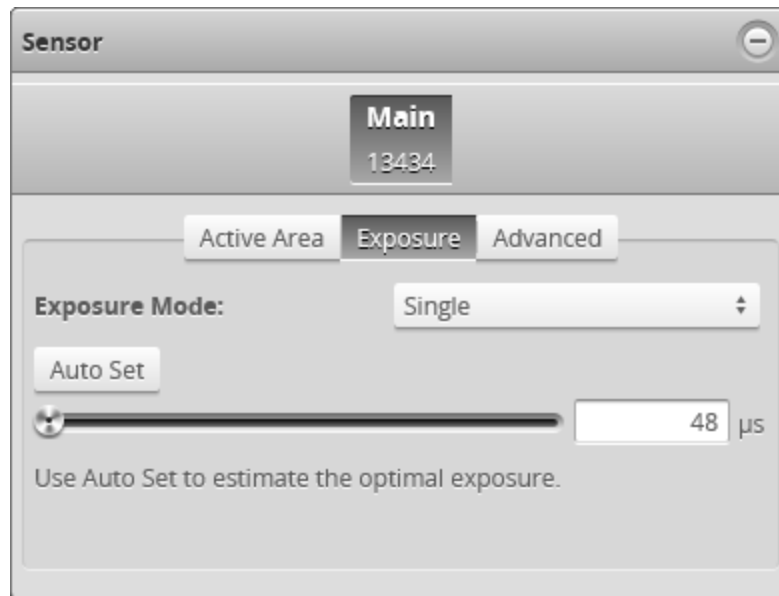 Sensor
Main
13434
Active Area Exposure Advanced
Exposure Mode: Single
Auto Set
48 µs
Use Auto Set to estimate the optimal exposure.